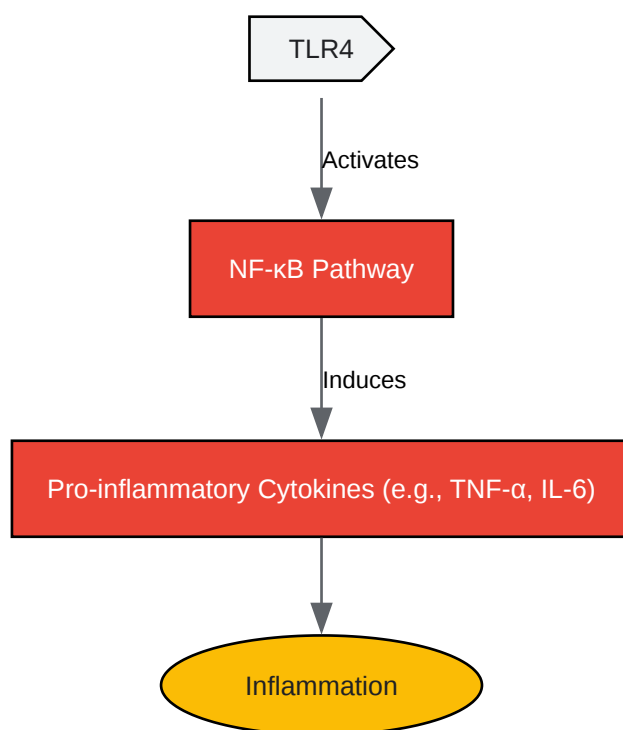 TLR4
Activates
NF-κB Pathway
Induces
Pro-inflammatory Cytokines (e.g., TNF-α, IL-6)
Inflammation